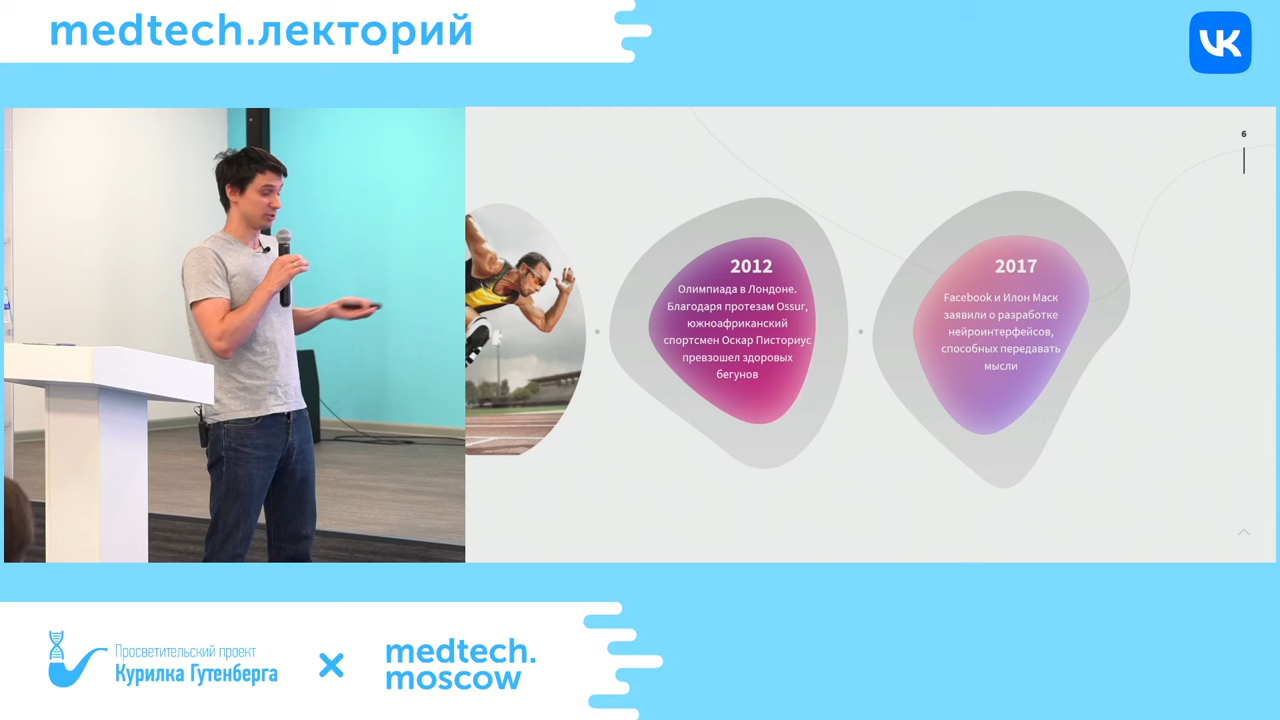 medtech.лекторий
VK
6
2012
Олимпиада в Лондоне.
Благодаря протезам Ossur,
южноафриканский
спортсмен Оскар Писториус
превзошел здоровых
бегунов
2017
Facebook и Илон Маск
заявили о разработке
нейроинтерфейсов,
способных передавать
мысли
Просветительский проект
Курилка Гутенберга
medtech.
moscow